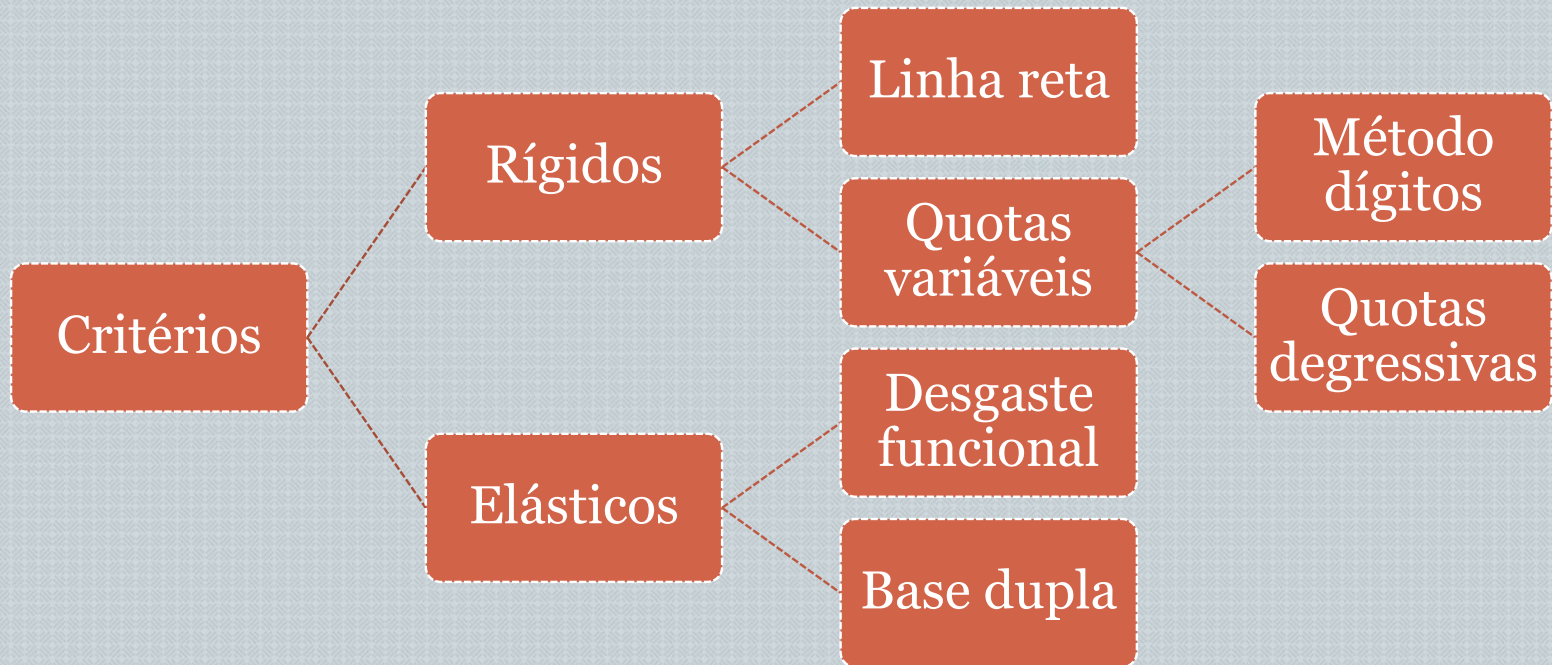 Critérios
Rígidos
Linha reta
Quotas
variáveis
Método
dígitos
Quotas
degressivas
Elásticos
Desgaste
funcional
Base dupla